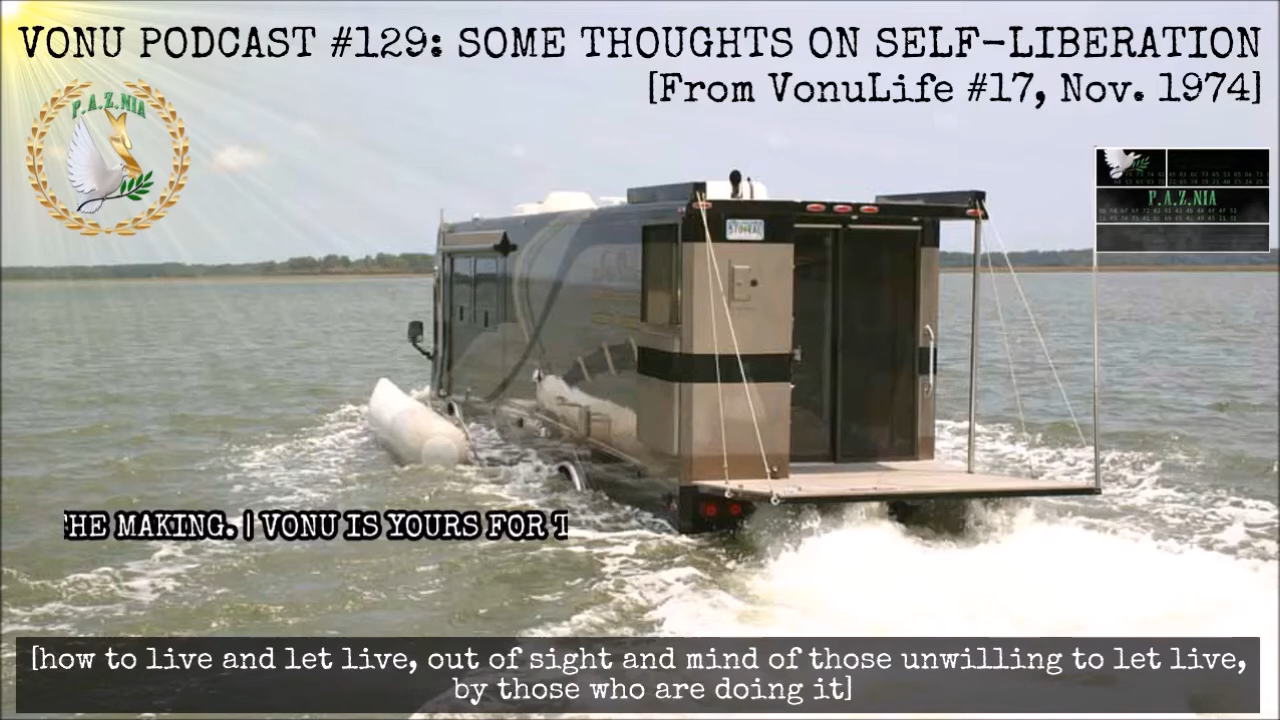 VONU PODCAST #129: SOME THOUGHTS ON SELF-LIBERATION
[From VonuLife #17, Nov. 1974]
P.A.Z.NIA
P.A.Z.NIA
HE MAKING. | VONU IS YOURS FOR T
[how to live and let live, out of sight and mind of those unwilling to let live,
by those who are doing it]